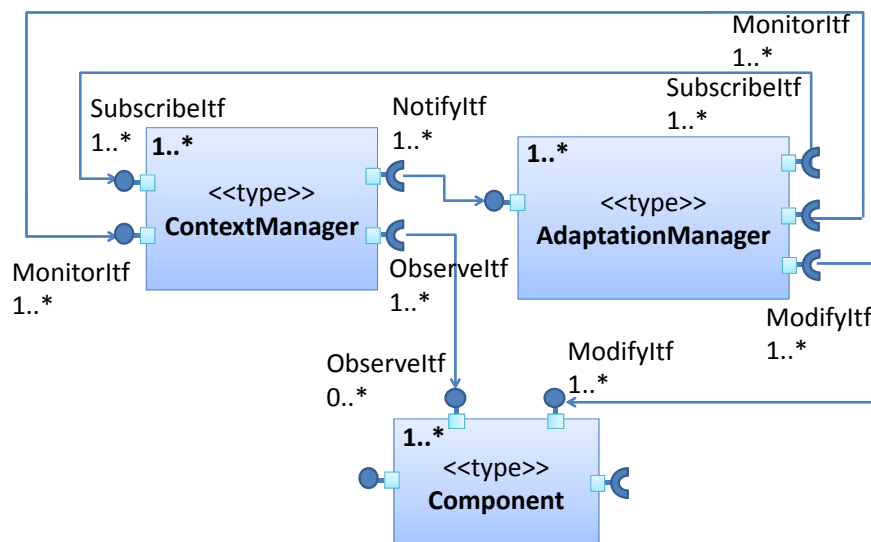 MonitorItf
1..*
SubscribeItf
1..*
SubscribeItf
1..*
NotifyItf
1..*
1..*
<<type>>
ContextManager
1..*
<<type>>
AdaptationManager
MonitorItf
1..*
ObserveItf
1..*
ModifyItf
1..*
ObserveItf
0..*
ModifyItf
1..*
1..*
<<type>>
Component